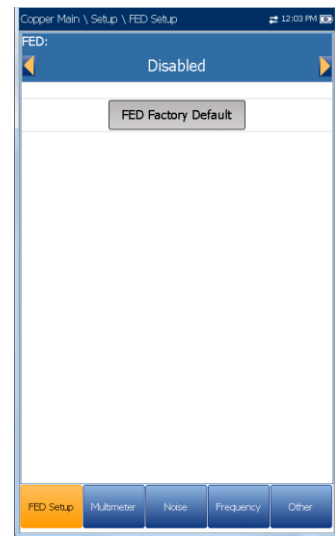 Copper Main \ Setup \ FED Setup 12:03 PM
FED:
Disabled
FED Factory Default
FED Setup Multimeter Noise Frequency Other